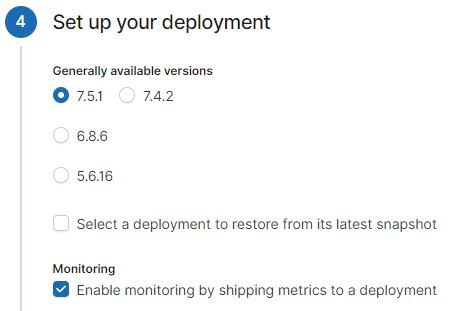 4 Set up your deployment
Generally available versions
7.5.1 7.4.2
6.8.6
5.6.16
Select a deployment to restore from its latest snapshot
Monitoring
Enable monitoring by shipping metrics to a deployment